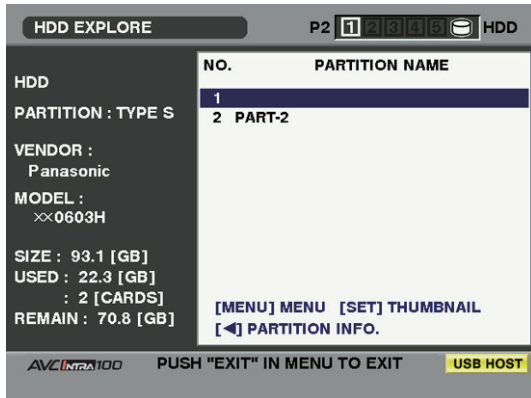 HDD EXPLORE
P2 1 2 3 4 5 HDD
HDD
PARTITION : TYPE S
VENDOR :
Panasonic
MODEL :
××0603H
SIZE : 93.1 [GB]
USED : 22.3 [GB]
: 2 [CARDS]
REMAIN : 70.8 [GB]
NO. PARTITION NAME
1
2 PART-2
[MENU] MENU [SET] THUMBNAIL
[◀] PARTITION INFO.
AVC INTRA 100 PUSH "EXIT" IN MENU TO EXIT USB HOST